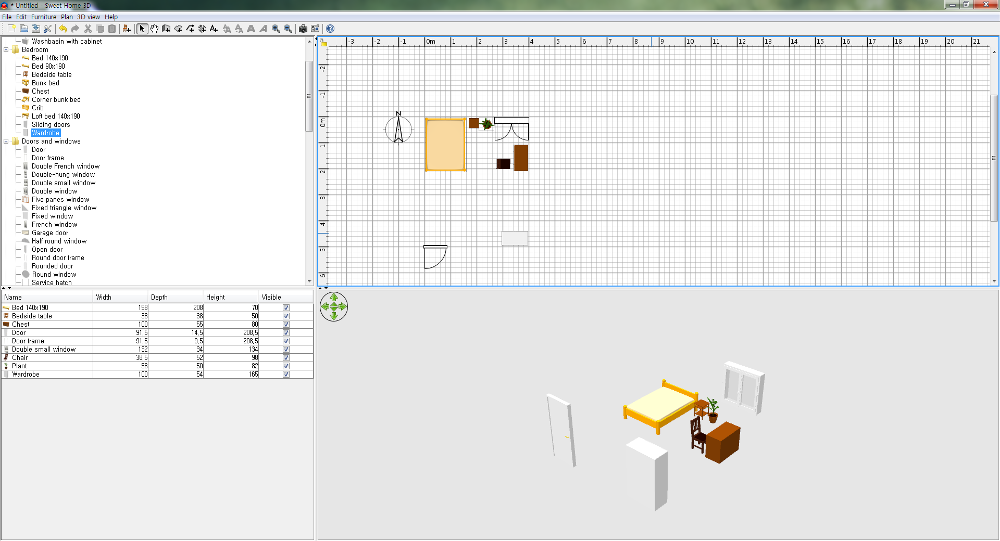 * Untitled - Sweet Home 3D
File Edit Furniture Plan 3D view Help
Washbasin with cabinet
Bedroom
Bed 140x190
Bed 90x190
Bedside table
Bunk bed
Chest
Corner bunk bed
Crib
Loft bed 140x190
Sliding doors
Wardrobe
Doors and windows
Door
Door frame
Double French window
Double-hung window
Double small window
Double window
Five panes window
Fixed triangle window
Fixed window
French window
Garage door
Half round window
Open door
Round door frame
Rounded door
Round window
Service hatch
-3 -2 -1 0m 1 2 3 4 5 6 7 8 9 10 11 12 13 14 15 16 17 18 19 20 21
-2
-1
0m
1
2
3
4
5
6
N
Name Width Depth Height Visible
Bed 140x190 158 208 70
Bedside table 38 38 50
Chest 100 55 80
Door 91,5 14,5 208,5
Door frame 91,5 9,5 208,5
Double small window 132 34 134
Chair 38,5 52 98
Plant 58 50 82
Wardrobe 100 54 165